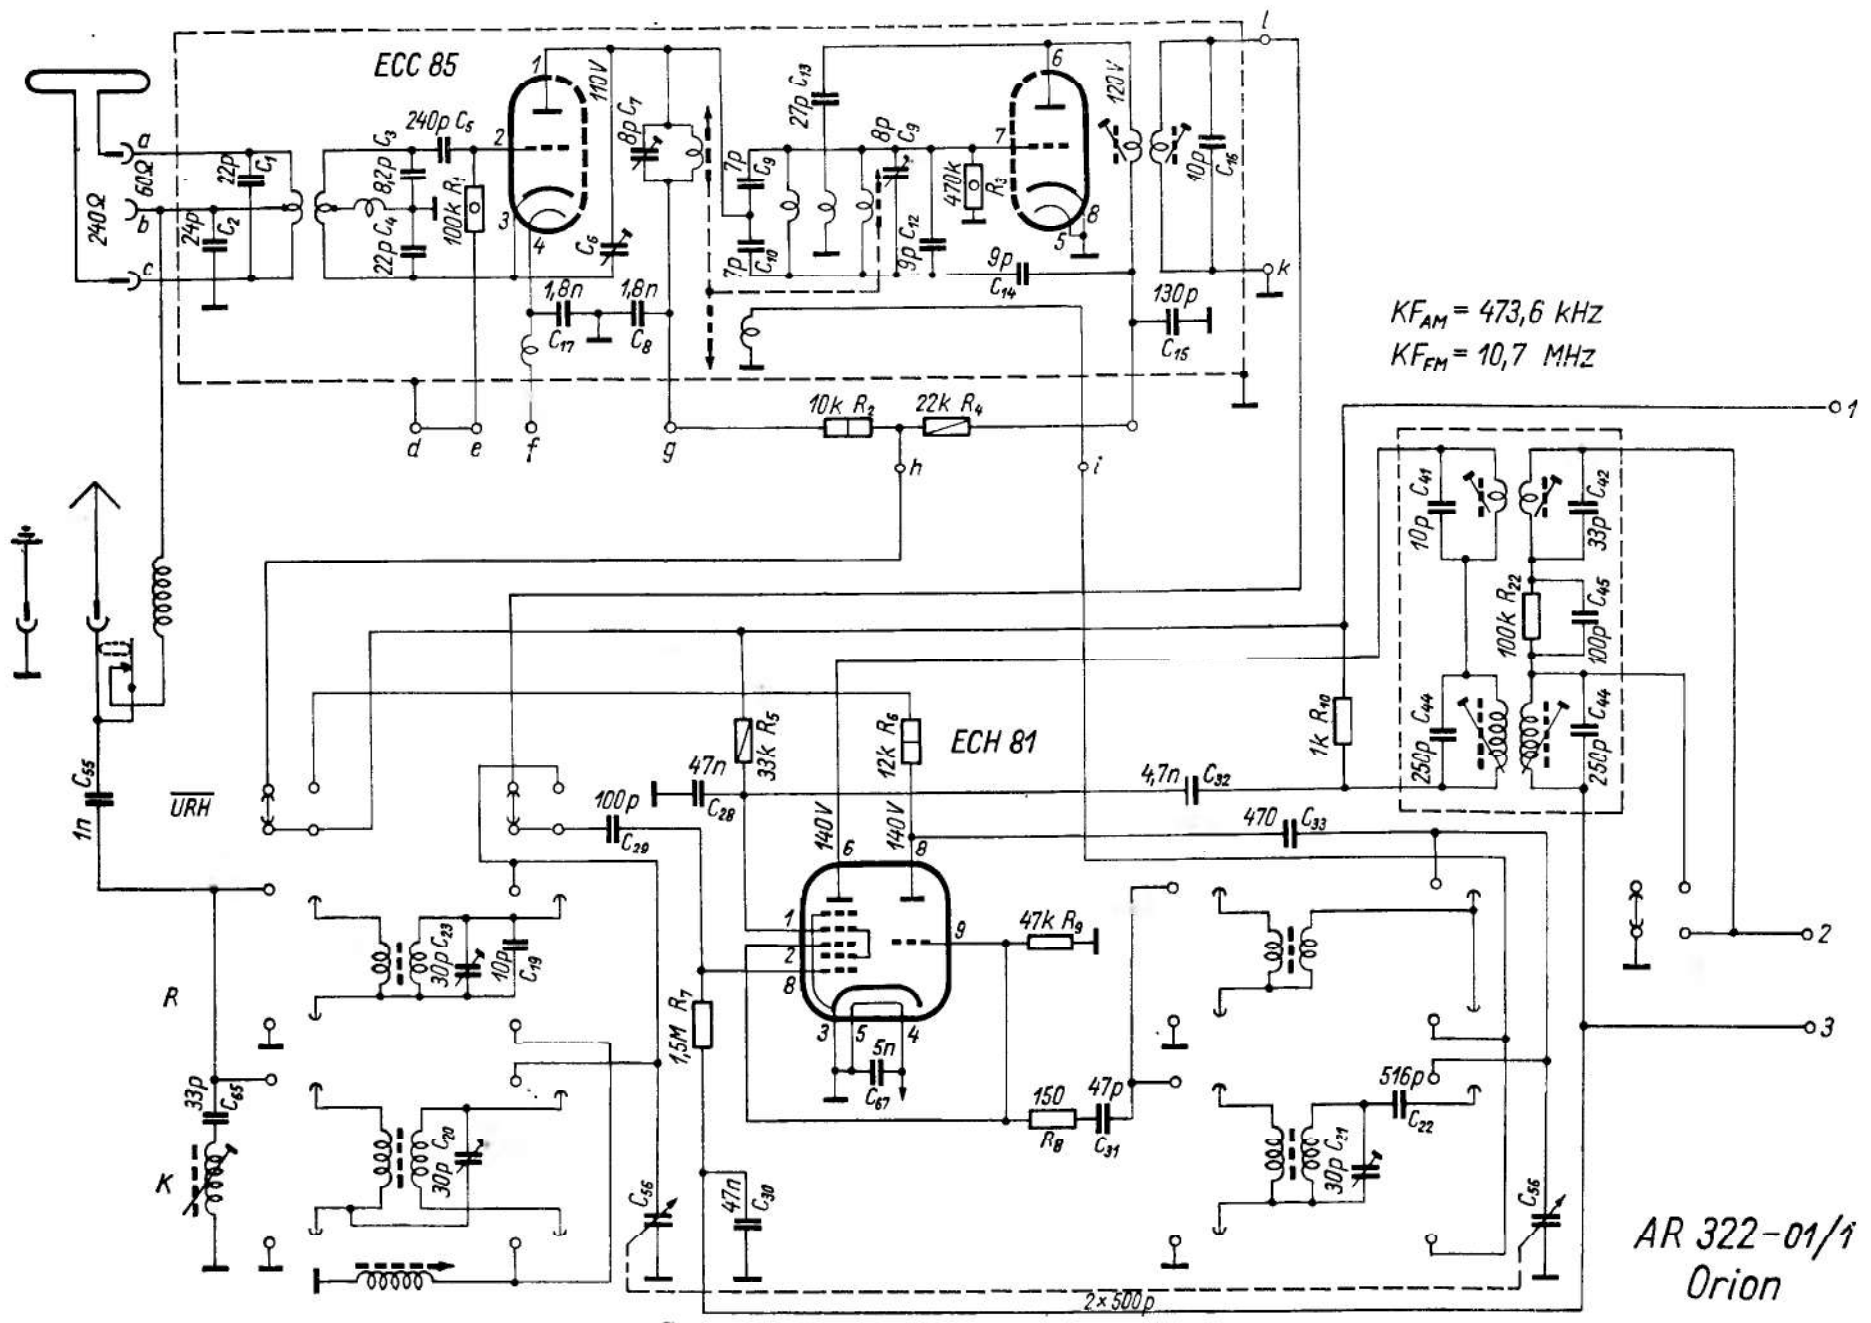 ECC 85
1
110V
6
120V
l
27p C₁₃
240p C₅
2
8p C₇
8p C₉
7
10p
C₁₆
a
60Ω
22p
C₁
8,2p C₃
100k R₁
7p
C₉
470k
R₃
240Ω
b
24p
C₂
22p C₄
3
4
C₆
7p
C₁₀
9p C₁₂
8
5
c
9p
C₁₄
k
1,8n
1,8n
C₁₇
C₈
130p
C₁₅
KF_AM = 473,6 kHz
KF_FM = 10,7 MHz
10k R₂
22k R₄
d
e
f
g
h
i
1
C₄₁
10p
C₄₂
33p
100k R₂₂
C₄₅
100p
C₄₄
250p
C₄₄
250p
1k R₁₀
33k R₅
12k R₆
ECH 81
47n
C₂₈
4,7n
C₃₂
C₅₅
1n
URH
100p
C₂₉
140V
140V
6
8
470
C₃₃
1
2
8
9
47k R₉
2
3
R
30p C₂₃
10p
C₁₉
1,5M R₇
3
5
4
5n
C₆₇
33p
C₆₅
150
R₈
47p
C₃₁
516p
C₂₂
K
30p C₂₀
30p C₂₁
C₅₆
47n
C₃₀
C₅₆
2×500p
AR 322-01/1
Orion